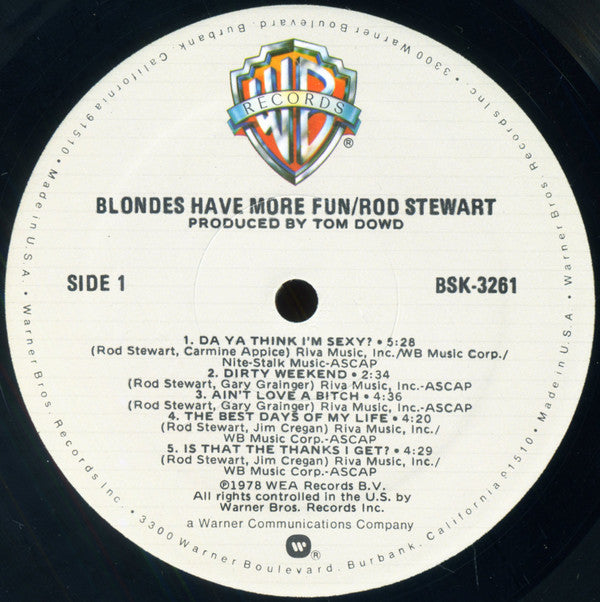 WB
RECORDS
®
BLONDES HAVE MORE FUN/ROD STEWART
PRODUCED BY TOM DOWD
SIDE 1
BSK-3261
1. DA YA THINK I'M SEXY? • 5:28
(Rod Stewart, Carmine Appice) Riva Music, Inc./WB Music Corp./
Nite-Stalk Music-ASCAP
2. DIRTY WEEKEND • 2:34
(Rod Stewart, Gary Grainger) Riva Music, Inc.-ASCAP
3. AIN'T LOVE A BITCH • 4:36
(Rod Stewart, Gary Grainger) Riva Music, Inc.-ASCAP
4. THE BEST DAYS OF MY LIFE • 4:20
(Rod Stewart, Jim Cregan) Riva Music, Inc./
WB Music Corp.-ASCAP
5. IS THAT THE THANKS I GET? • 4:29
(Rod Stewart, Jim Cregan) Riva Music, Inc./
WB Music Corp.-ASCAP
℗1978 WEA Records B.V.
All rights controlled in the U.S. by
Warner Bros. Records Inc.
a Warner Communications Company
®
Warner Bros. Records Inc. • 3300 Warner Boulevard, Burbank, California 91510 • Made in U.S.A. •
Warner Bros. Records Inc. • 3300 Warner Boulevard, Burbank, California 91510 • Made in U.S.A. •